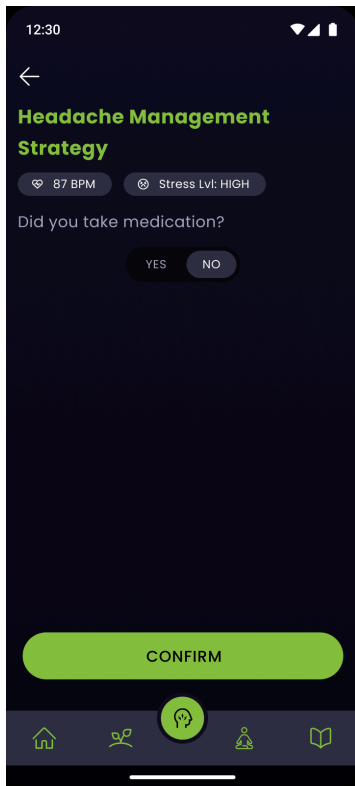 12:30
Headache Management
Strategy
87 BPM
Stress Lvl: HIGH
Did you take medication?
YES
NO
CONFIRM